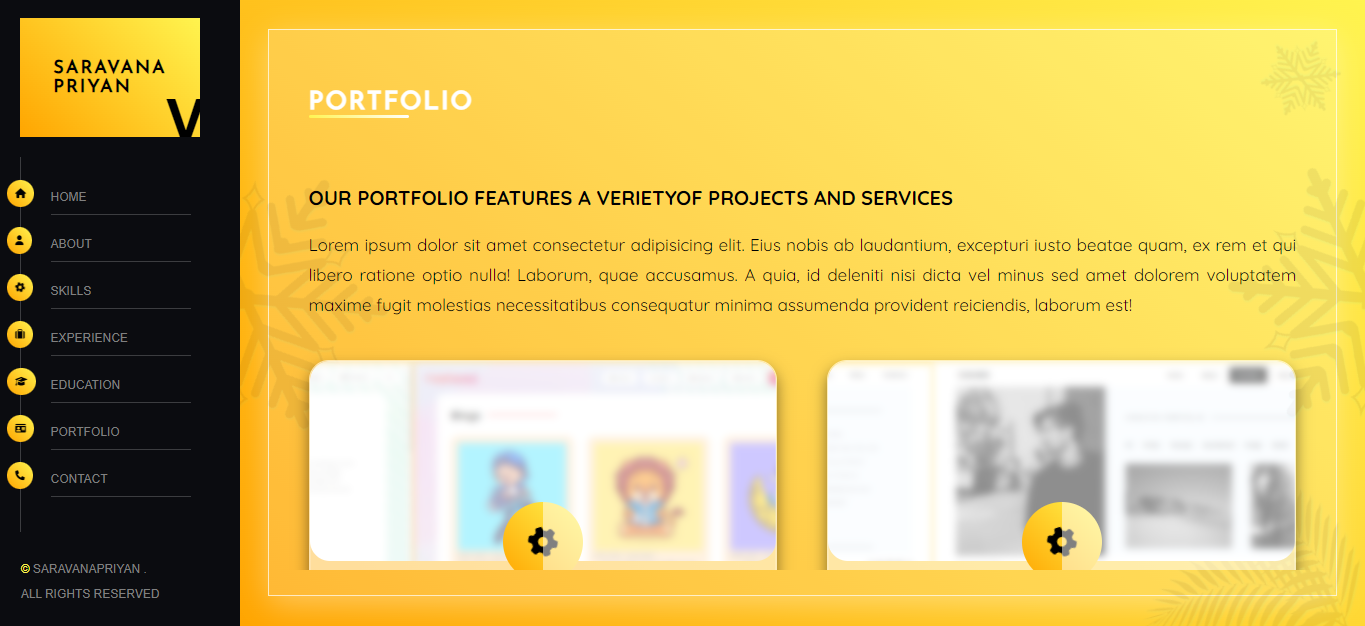 SARAVANA
PRIYAN
V
HOME
ABOUT
SKILLS
EXPERIENCE
EDUCATION
PORTFOLIO
CONTACT
© SARAVANAPRIYAN .
ALL RIGHTS RESERVED
PORTFOLIO
OUR PORTFOLIO FEATURES A VERIETYOF PROJECTS AND SERVICES
Lorem ipsum dolor sit amet consectetur adipisicing elit. Eius nobis ab laudantium, excepturi iusto beatae quam, ex rem et qui
libero ratione optio nulla! Laborum, quae accusamus. A quia, id deleniti nisi dicta vel minus sed amet dolorem voluptatem
maxime fugit molestias necessitatibus consequatur minima assumenda provident reiciendis, laborum est!